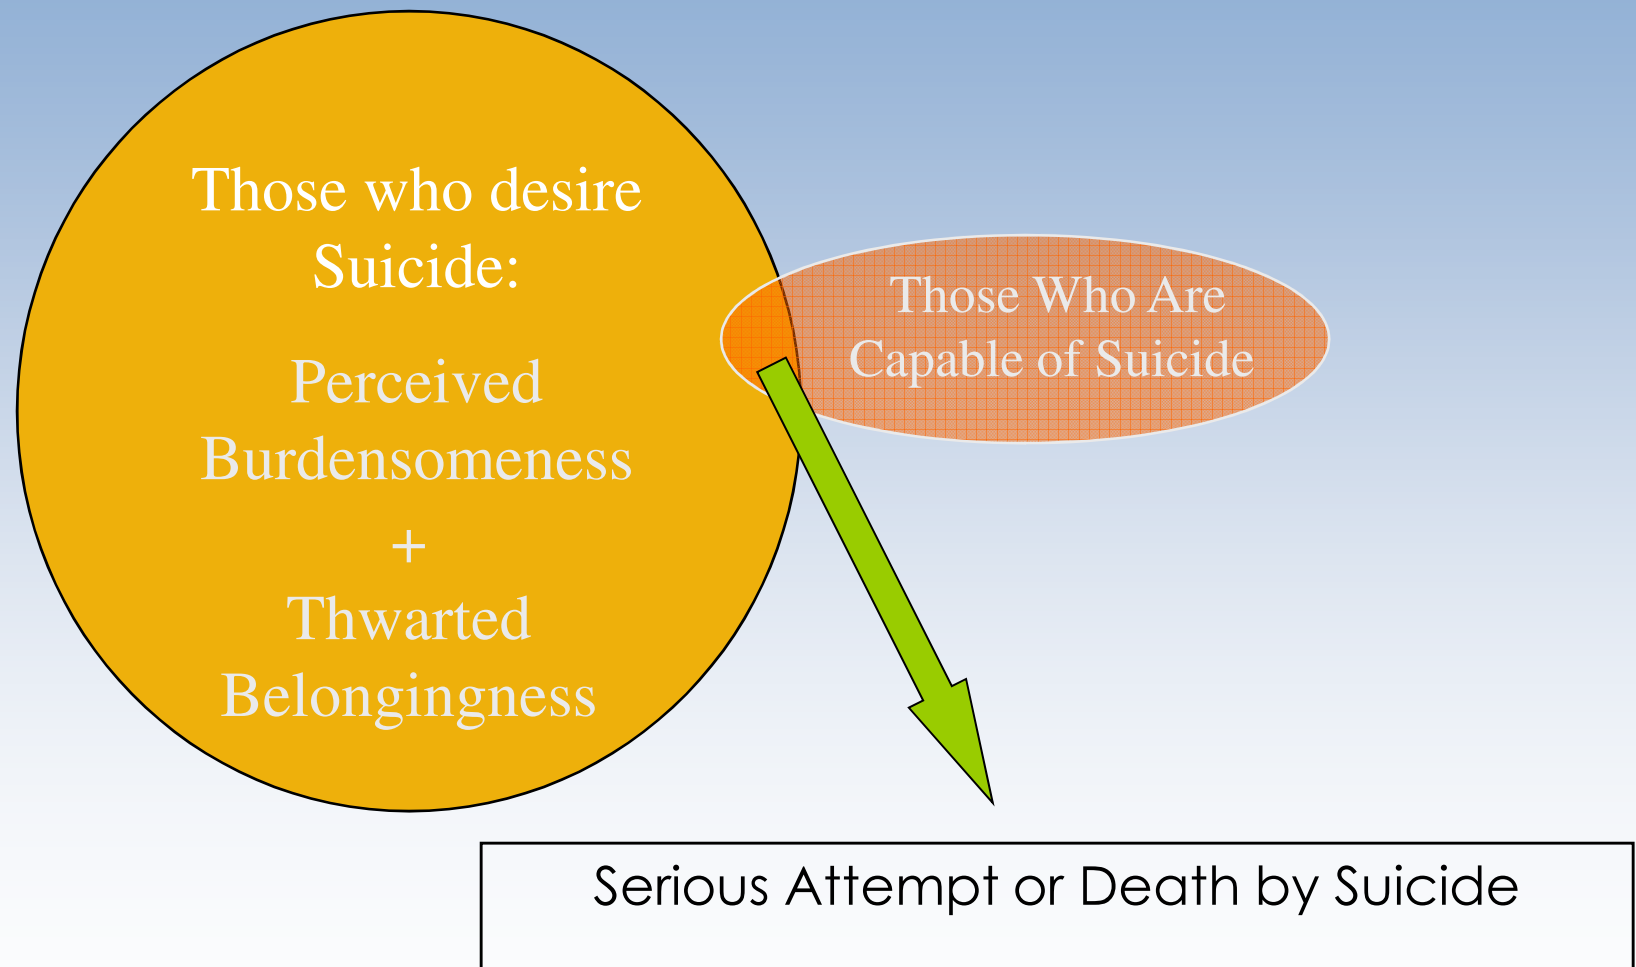 Those who desire
Suicide:
Perceived
Burdensomeness
+
Thwarted
Belongingness
Those Who Are
Capable of Suicide
Serious Attempt or Death by Suicide